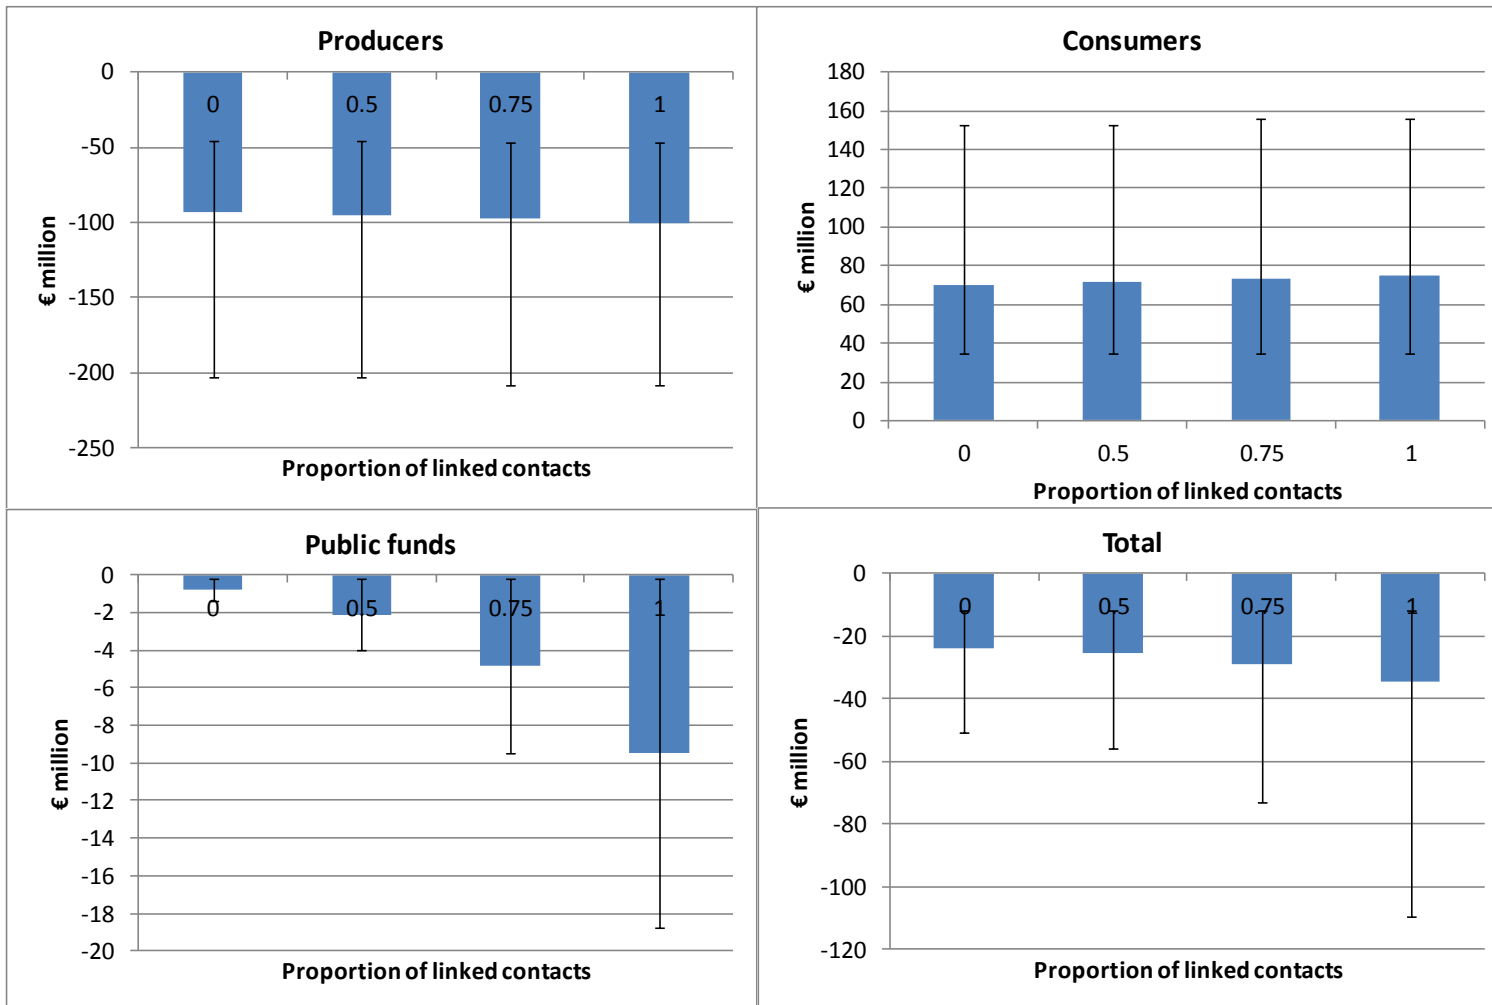 Producers
0
-50
-100
-150
-200
-250
€ million
0 0.5 0.75 1
Proportion of linked contacts
Consumers
180
160
140
120
100
80
60
40
20
0
€ million
0 0.5 0.75 1
Proportion of linked contacts
Public funds
0
-2
-4
-6
-8
-10
-12
-14
-16
-18
-20
€ million
0 0.5 0.75 1
Proportion of linked contacts
Total
0
-20
-40
-60
-80
-100
-120
€ million
0 0.5 0.75 1
Proportion of linked contacts